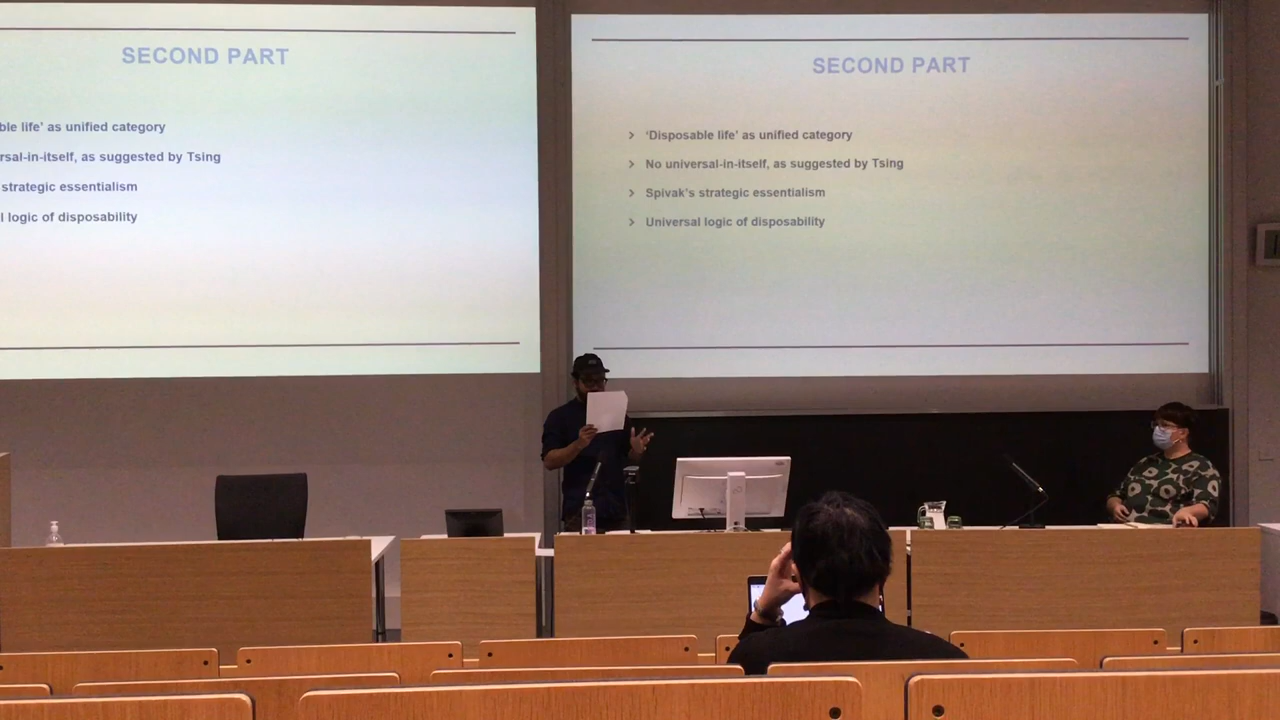 SECOND PART
ble life’ as unified category
rsal-in-itself, as suggested by Tsing
strategic essentialism
l logic of disposability
SECOND PART
‘Disposable life’ as unified category
No universal-in-itself, as suggested by Tsing
Spivak’s strategic essentialism
Universal logic of disposability